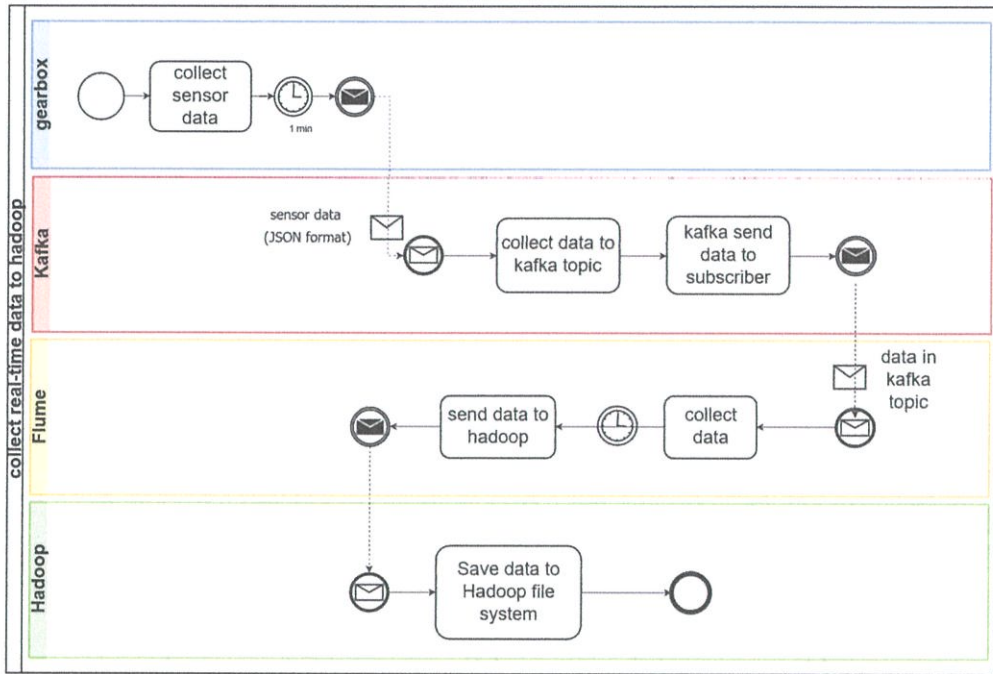 collect real-time data to hadoop
gearbox
collect
sensor
data
1 min
Kafka
sensor data
(JSON format)
collect data to
kafka topic
kafka send
data to
subscriber
Flume
data in
kafka
topic
send data to
hadoop
collect
data
Hadoop
Save data to
Hadoop file
system